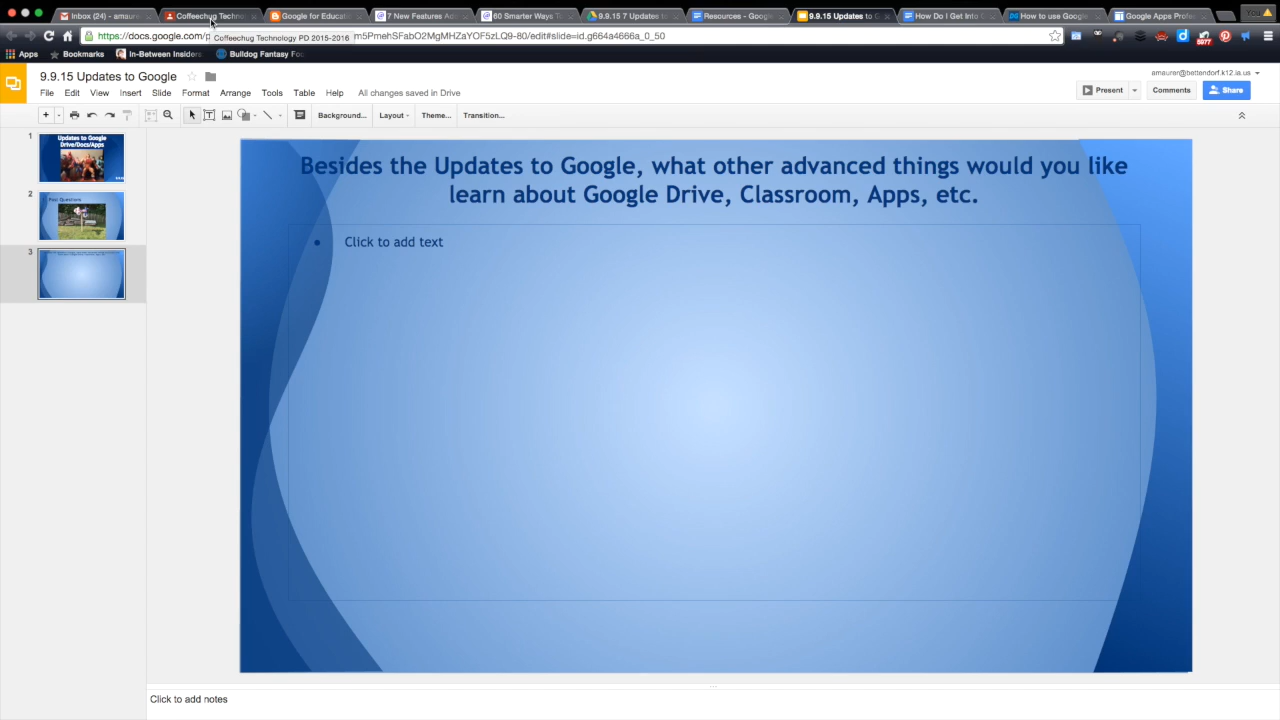 Inbox (24) - amaure
Coffeechug Techno
Google for Educat
7 New Features Ad
60 Smarter Ways T
9.9.15 7 Updates to
Resources - Google
9.9.15 Updates to G
How Do I Get Into G
How to use Google
Google Apps Profe
You
https://docs.google.com/p
m5PmehSFabO2MgMHZaYOF5zLQ9-80/edit#slide=id.g664a4666a_0_50
Coffeechug Technology PD 2015-2016
Apps
Bookmarks
In-Between Insiders
Bulldog Fantasy Foo
9.9.15 Updates to Google
amaurer@bettendorf.k12.ia.us
File Edit View Insert Slide Format Arrange Tools Table Help All changes saved in Drive
Present
Comments
Share
Background...
Layout
Theme...
Transition...
1
Updates to Google
Drive/Docs/Apps
2
Past Questions
3
Besides the Updates to Google, what other advanced things would you like
learn about Google Drive, Classroom, Apps, etc.
• Click to add text
Click to add notes